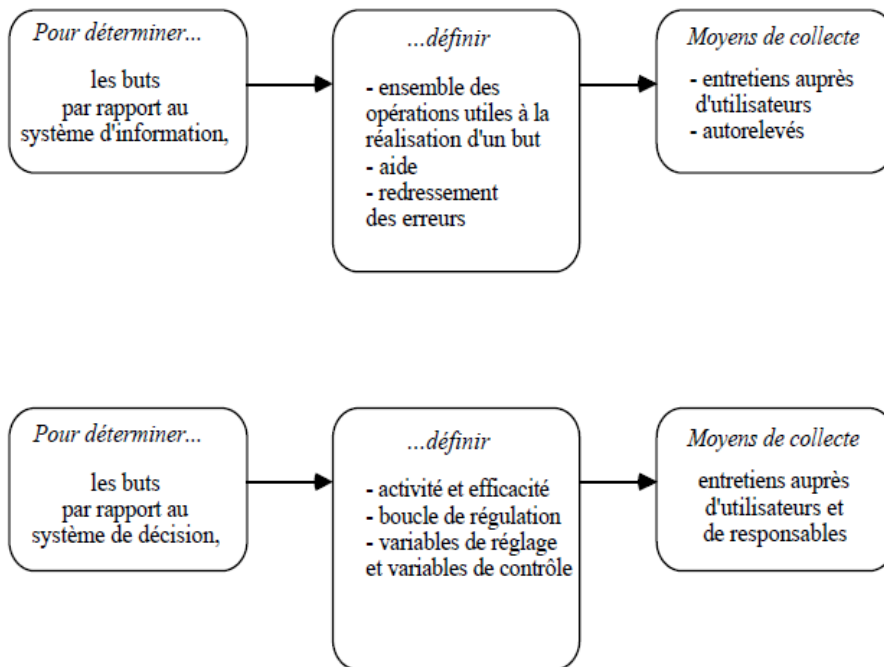 Pour déterminer...
les buts
par rapport au
système d'information,
...définir
- ensemble des
opérations utiles à la
réalisation d'un but
- aide
- redressement
des erreurs
Moyens de collecte
- entretiens auprès
d'utilisateurs
- autorelevés
Pour déterminer...
les buts
par rapport au
système de décision,
...définir
- activité et efficacité
- boucle de régulation
- variables de réglage
et variables de contrôle
Moyens de collecte
entretiens auprès
d'utilisateurs et
de responsables